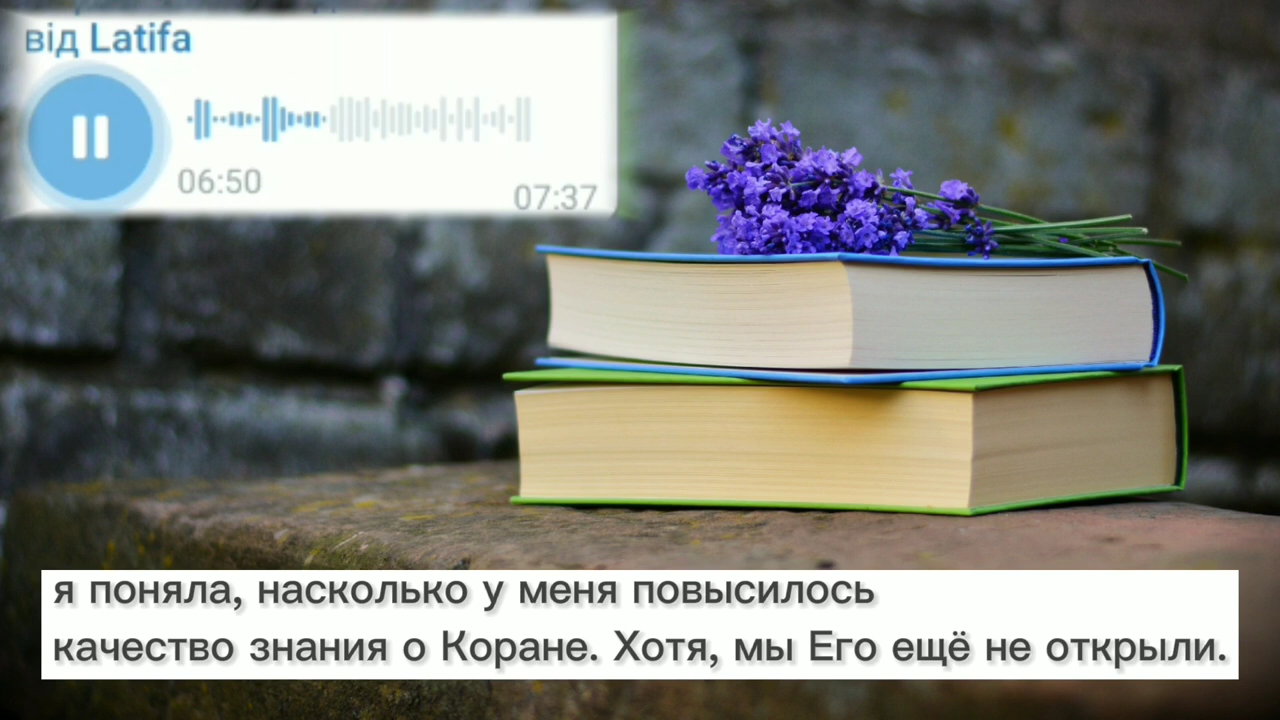 від Latifa
06:50
07:37
я поняла, насколько у меня повысилось
качество знания о Коране. Хотя, мы Его ещё не открыли.